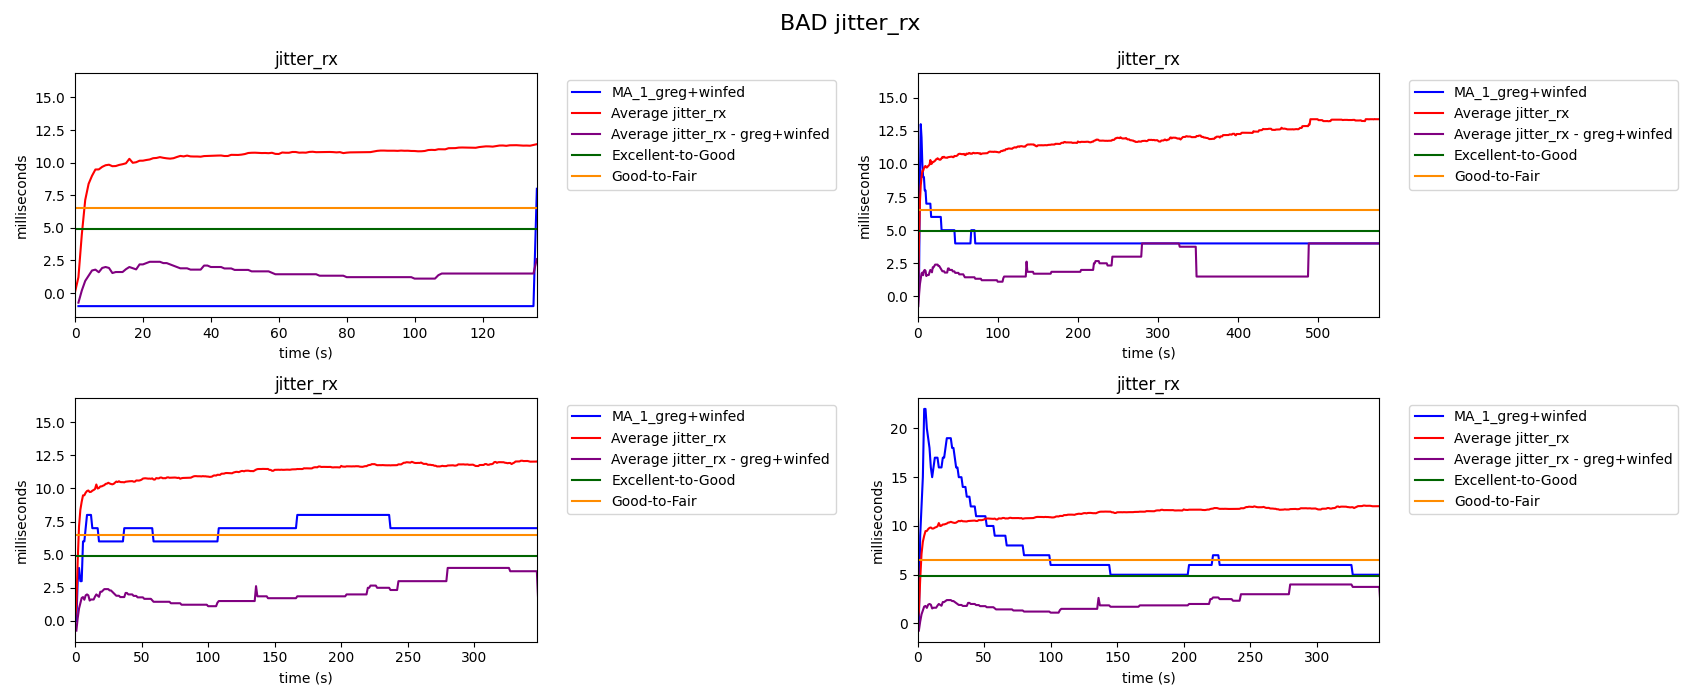 BAD jitter_rx
jitter_rx
milliseconds
15.0
12.5
10.0
7.5
5.0
2.5
0.0
0 20 40 60 80 100 120
time (s)
MA_1_greg+winfed
Average jitter_rx
Average jitter_rx - greg+winfed
Excellent-to-Good
Good-to-Fair
jitter_rx
milliseconds
15.0
12.5
10.0
7.5
5.0
2.5
0.0
0 100 200 300 400 500
time (s)
MA_1_greg+winfed
Average jitter_rx
Average jitter_rx - greg+winfed
Excellent-to-Good
Good-to-Fair
jitter_rx
milliseconds
15.0
12.5
10.0
7.5
5.0
2.5
0.0
0 50 100 150 200 250 300
time (s)
MA_1_greg+winfed
Average jitter_rx
Average jitter_rx - greg+winfed
Excellent-to-Good
Good-to-Fair
jitter_rx
milliseconds
20
15
10
5
0
0 50 100 150 200 250 300
time (s)
MA_1_greg+winfed
Average jitter_rx
Average jitter_rx - greg+winfed
Excellent-to-Good
Good-to-Fair